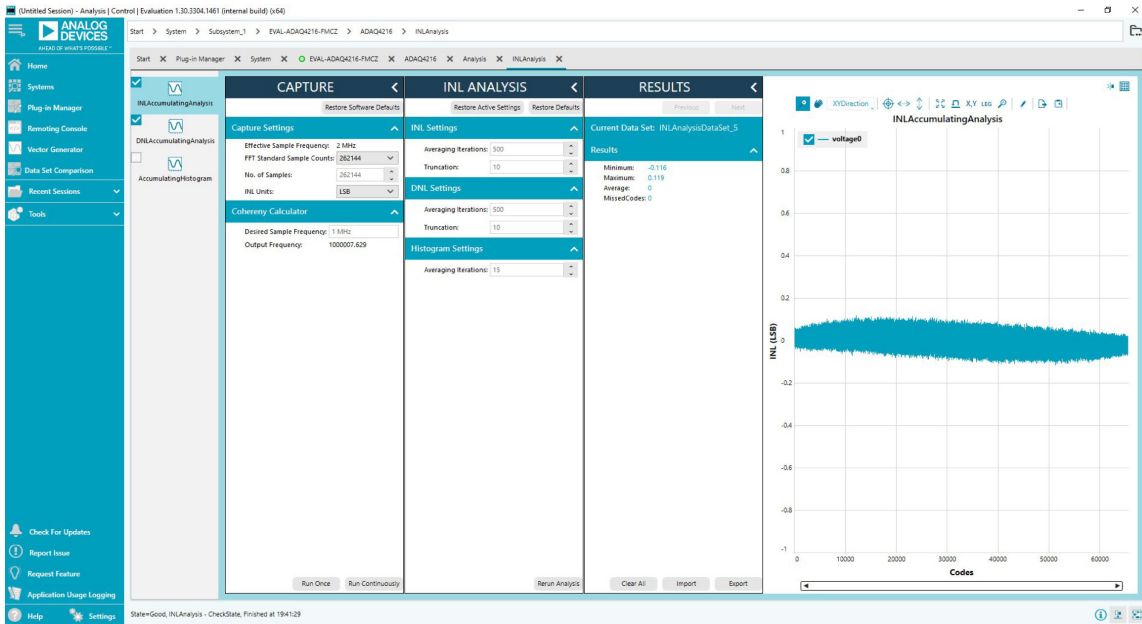 (Untitled Session) - Analysis | Control | Evaluation 1.30.3304.1461 (internal build) (x64)
ANALOG
DEVICES
AHEAD OF WHAT'S POSSIBLE™
Start > System > Subsystem_1 > EVAL-ADAQ4216-FMCZ > ADAQ4216 > INLAnalysis
Start X Plug-in Manager X System X EVAL-ADAQ4216-FMCZ X ADAQ4216 X Analysis X INLAnalysis X
Home
Systems
Plug-in Manager
Remoting Console
Vector Generator
Data Set Comparison
Recent Sessions
Tools
Check For Updates
Report Issue
Request Feature
Application Usage Logging
Help
Settings
INLAccumulatingAnalysis
DNLAccumulatingAnalysis
AccumulatingHistogram
CAPTURE
Restore Software Defaults
Capture Settings
Effective Sample Frequency: 2 MHz
FFT Standard Sample Counts: 262144
No. of Samples: 262144
INL Units: LSB
Cohereny Calculator
Desired Sample Frequency: 1 MHz
Output Frequency: 1000007.629
Run Once
Run Continuously
INL ANALYSIS
Restore Active Settings
Restore Defaults
INL Settings
Averaging Iterations: 500
Truncation: 10
DNL Settings
Averaging Iterations: 500
Truncation: 10
Histogram Settings
Averaging Iterations: 15
Rerun Analysis
RESULTS
Previous
Next
Current Data Set: INLAnalysisDataSet_5
Results
Minimum: -0.116
Maximum: 0.119
Average: 0
MissedCodes: 0
Clear All
Import
Export
XYDirection
X,Y
LEG
INLAccumulatingAnalysis
voltage0
1
0.8
0.6
0.4
0.2
0
-0.2
-0.4
-0.6
-0.8
-1
INL (LSB)
0 10000 20000 30000 40000 50000 60000
Codes
State=Good, INLAnalysis - CheckState, Finished at 19:41:29